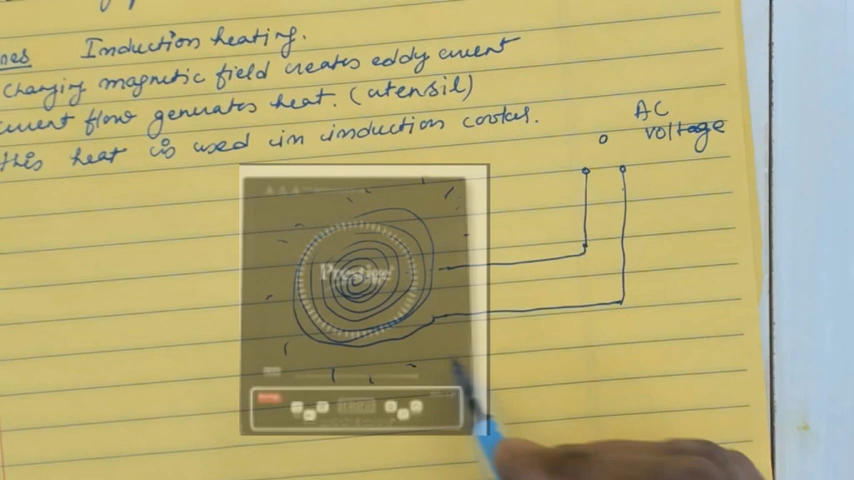 Induction heating.
changing magnetic field creates eddy current
current flow generates heat. (utensil)
this heat is used in induction cooker.
AC
voltage
Prestige